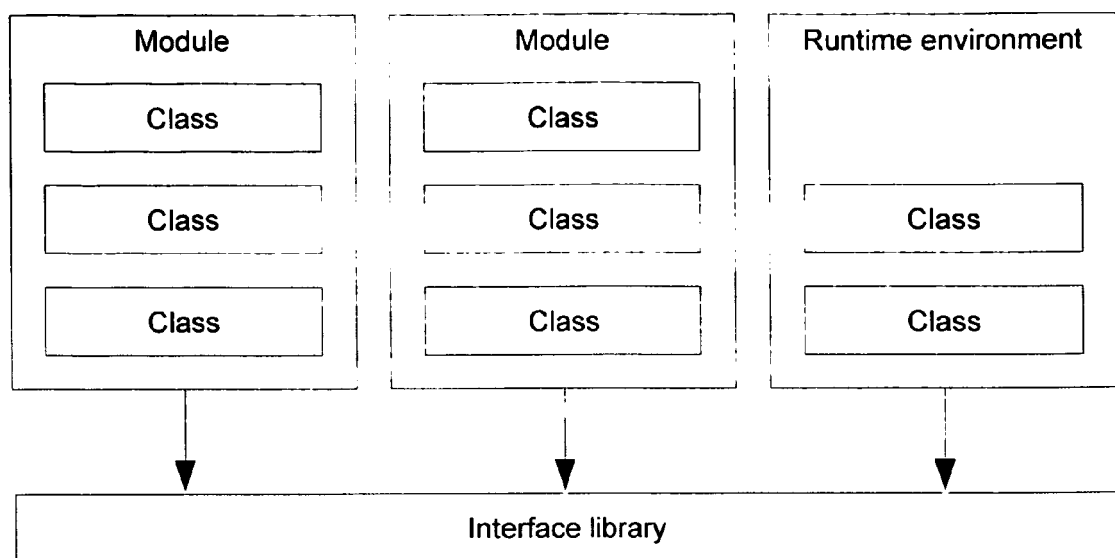 Module
Class
Class
Class
Module
Class
Class
Class
Runtime environment
Class
Class
Interface library